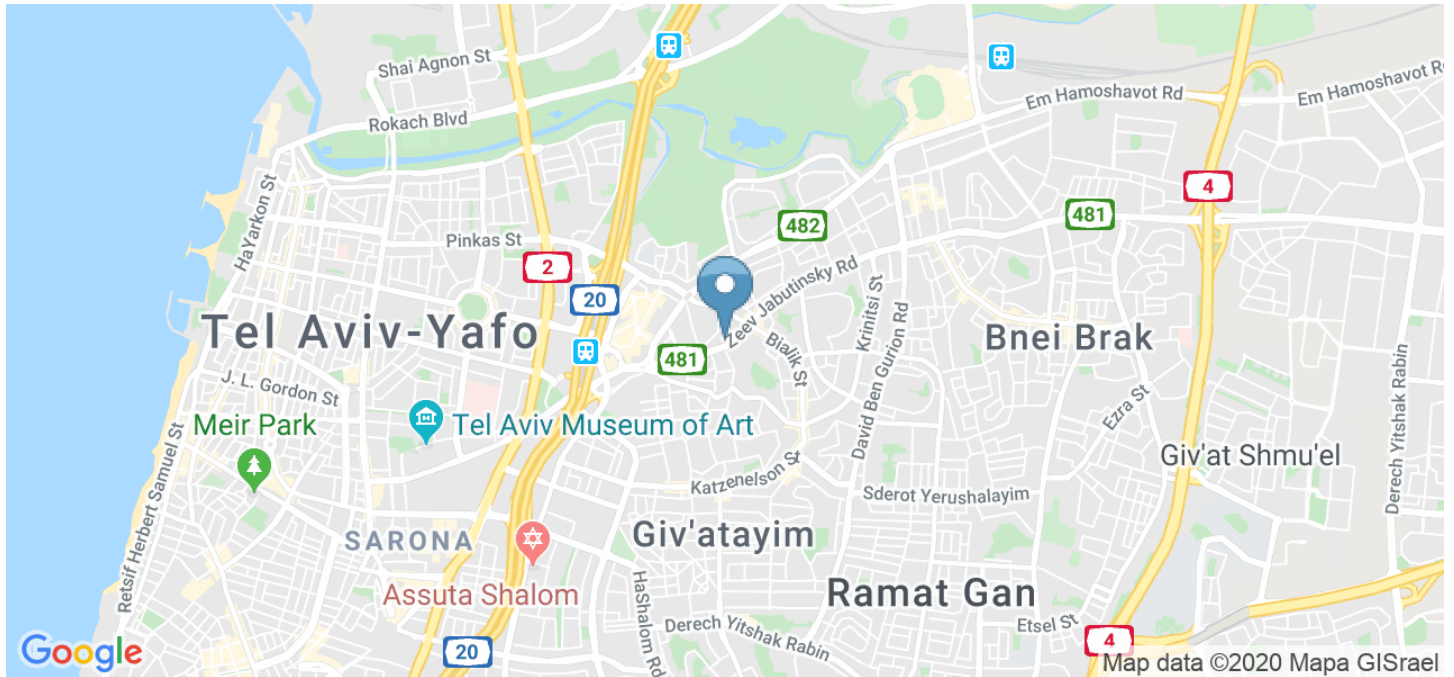 Shai Agnon St
Em Hamoshavot Rd
Em Hamoshavot Rd
Rokach Blvd
4
HaYarkon St
481
482
Pinkas St
2
Zeev Jabutinsky Rd
20
Krinitsi St
Tel Aviv-Yafo
Bialik St
David Ben Gurion Rd
Bnei Brak
481
J. L. Gordon St
Derech Yitshak Rabin
Meir Park
Tel Aviv Museum of Art
Ezra St
Retsif Herbert Samuel St
Giv'at Shmu'el
Katzenelson St
Sderot Yerushalayim
SARONA
Giv'atayim
Assuta Shalom
HaShalom Rd
Ramat Gan
Derech Yitshak Rabin
Etsel St
4
20
Google
Map data ©2020 Mapa GISrael